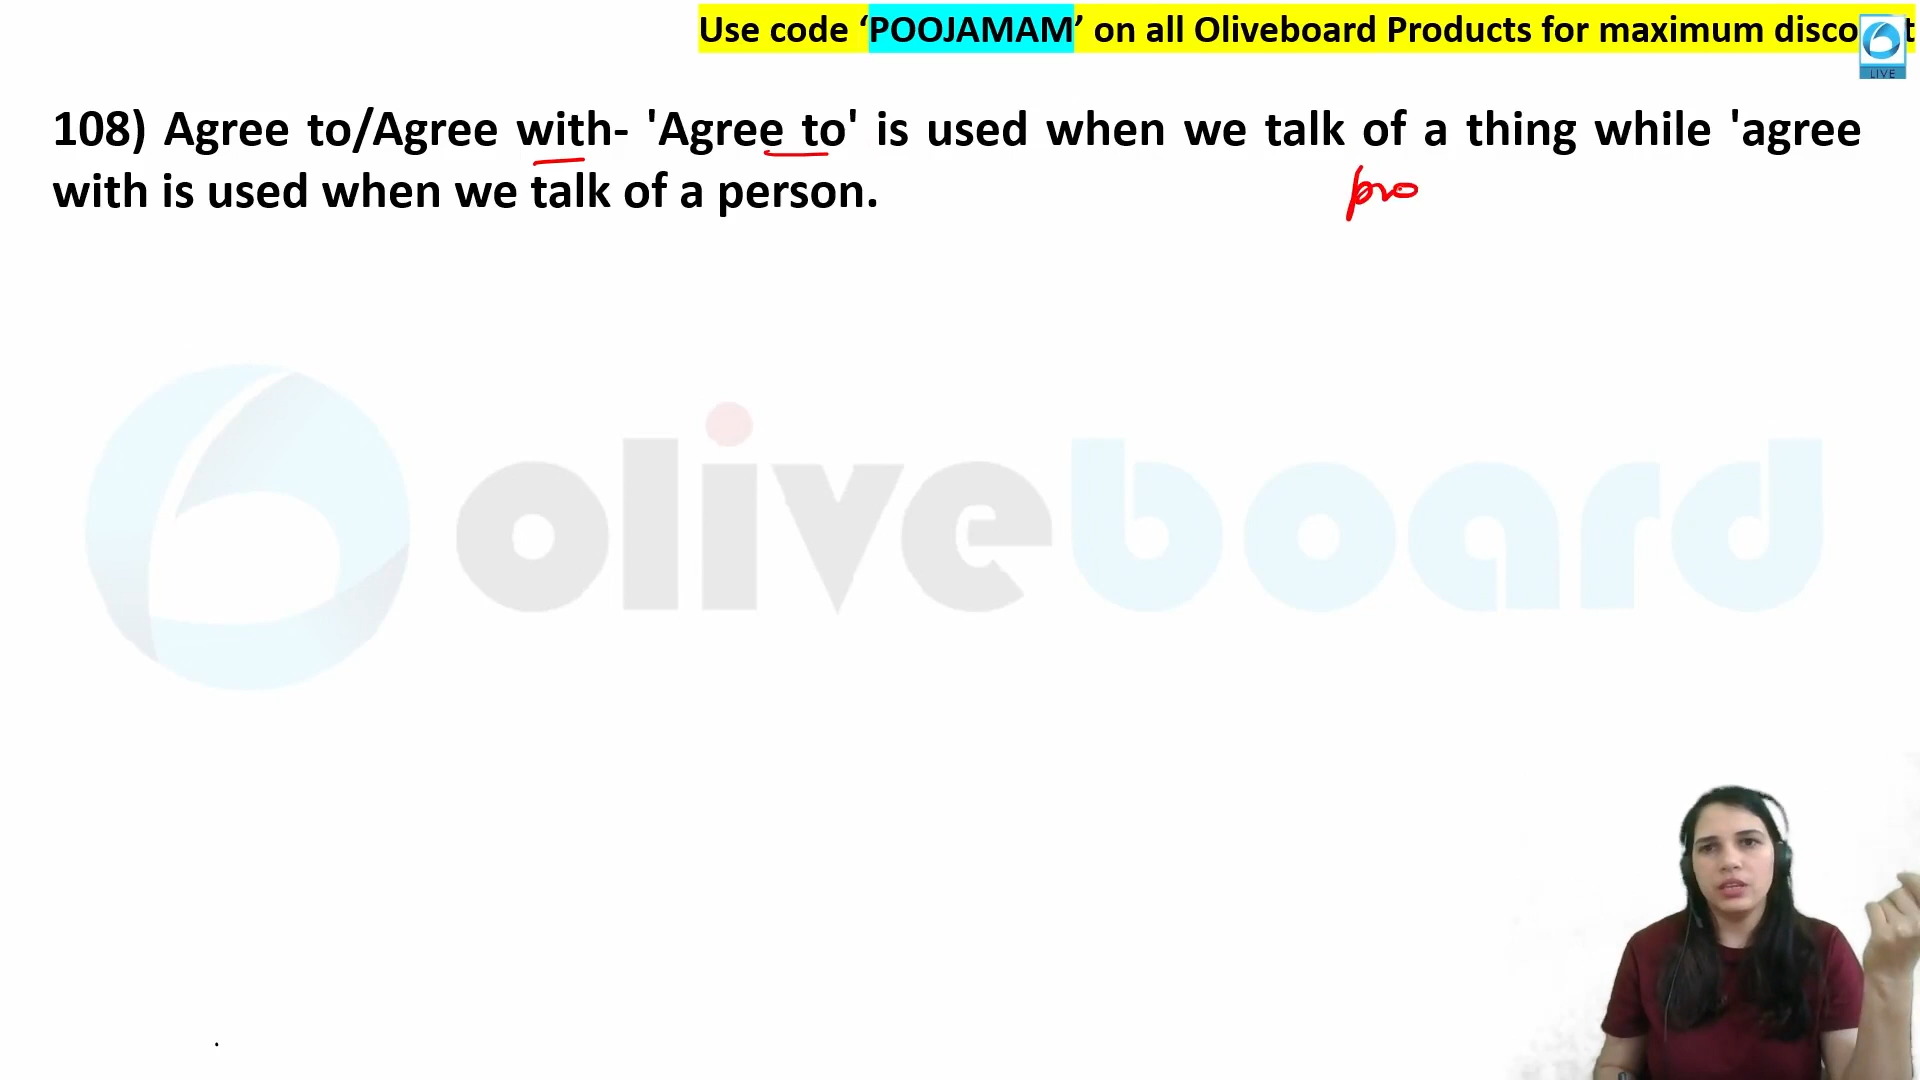 Use code ‘POOJAMAM’ on all Oliveboard Products for maximum disco t
LIVE
108) Agree to/Agree with- 'Agree to' is used when we talk of a thing while 'agree
with is used when we talk of a person.
pro
oliveboard